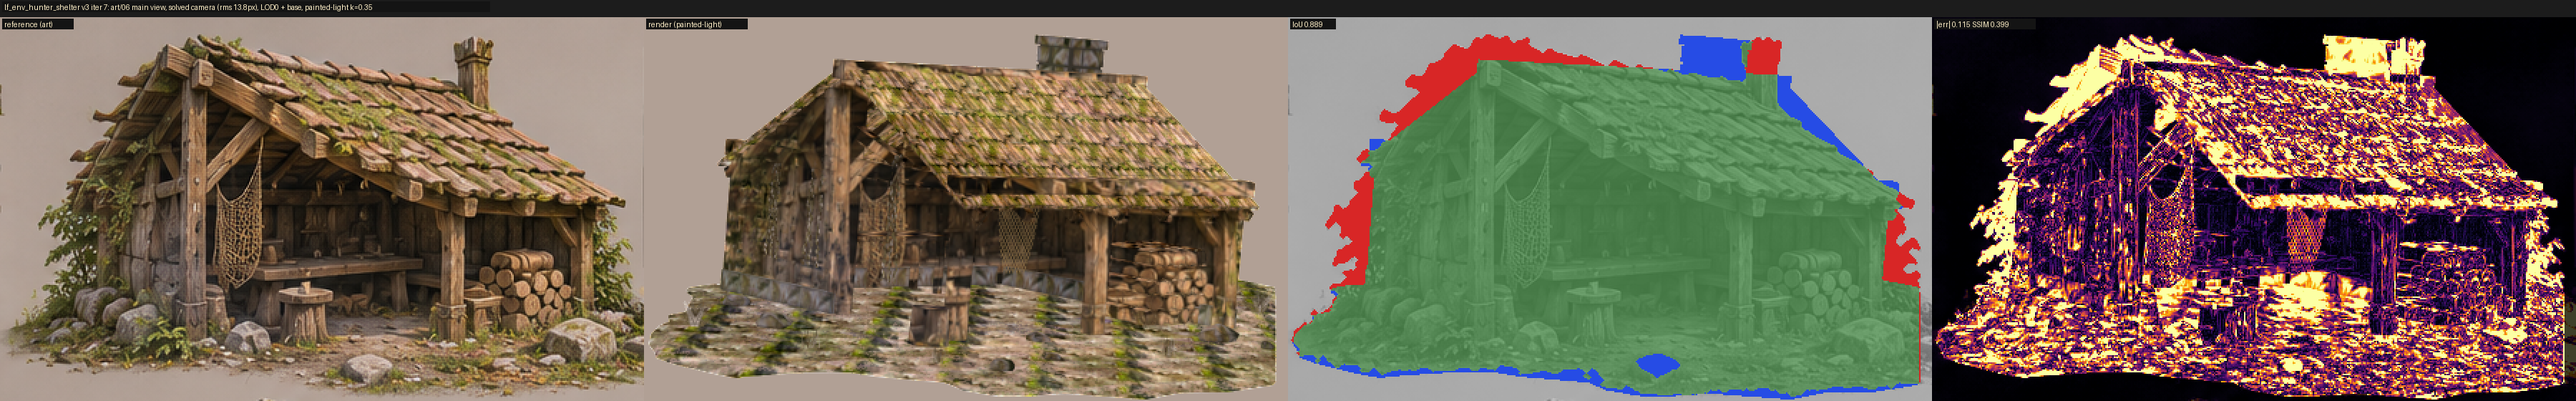 lf_env_hunter_shelter v3 iter 7: art/06 main view, solved camera (rms 13.8px), LOD0 + base, painted-light k=0.35
reference (art)
render (painted-light)
IoU 0.889
|err| 0.115 SSIM 0.399